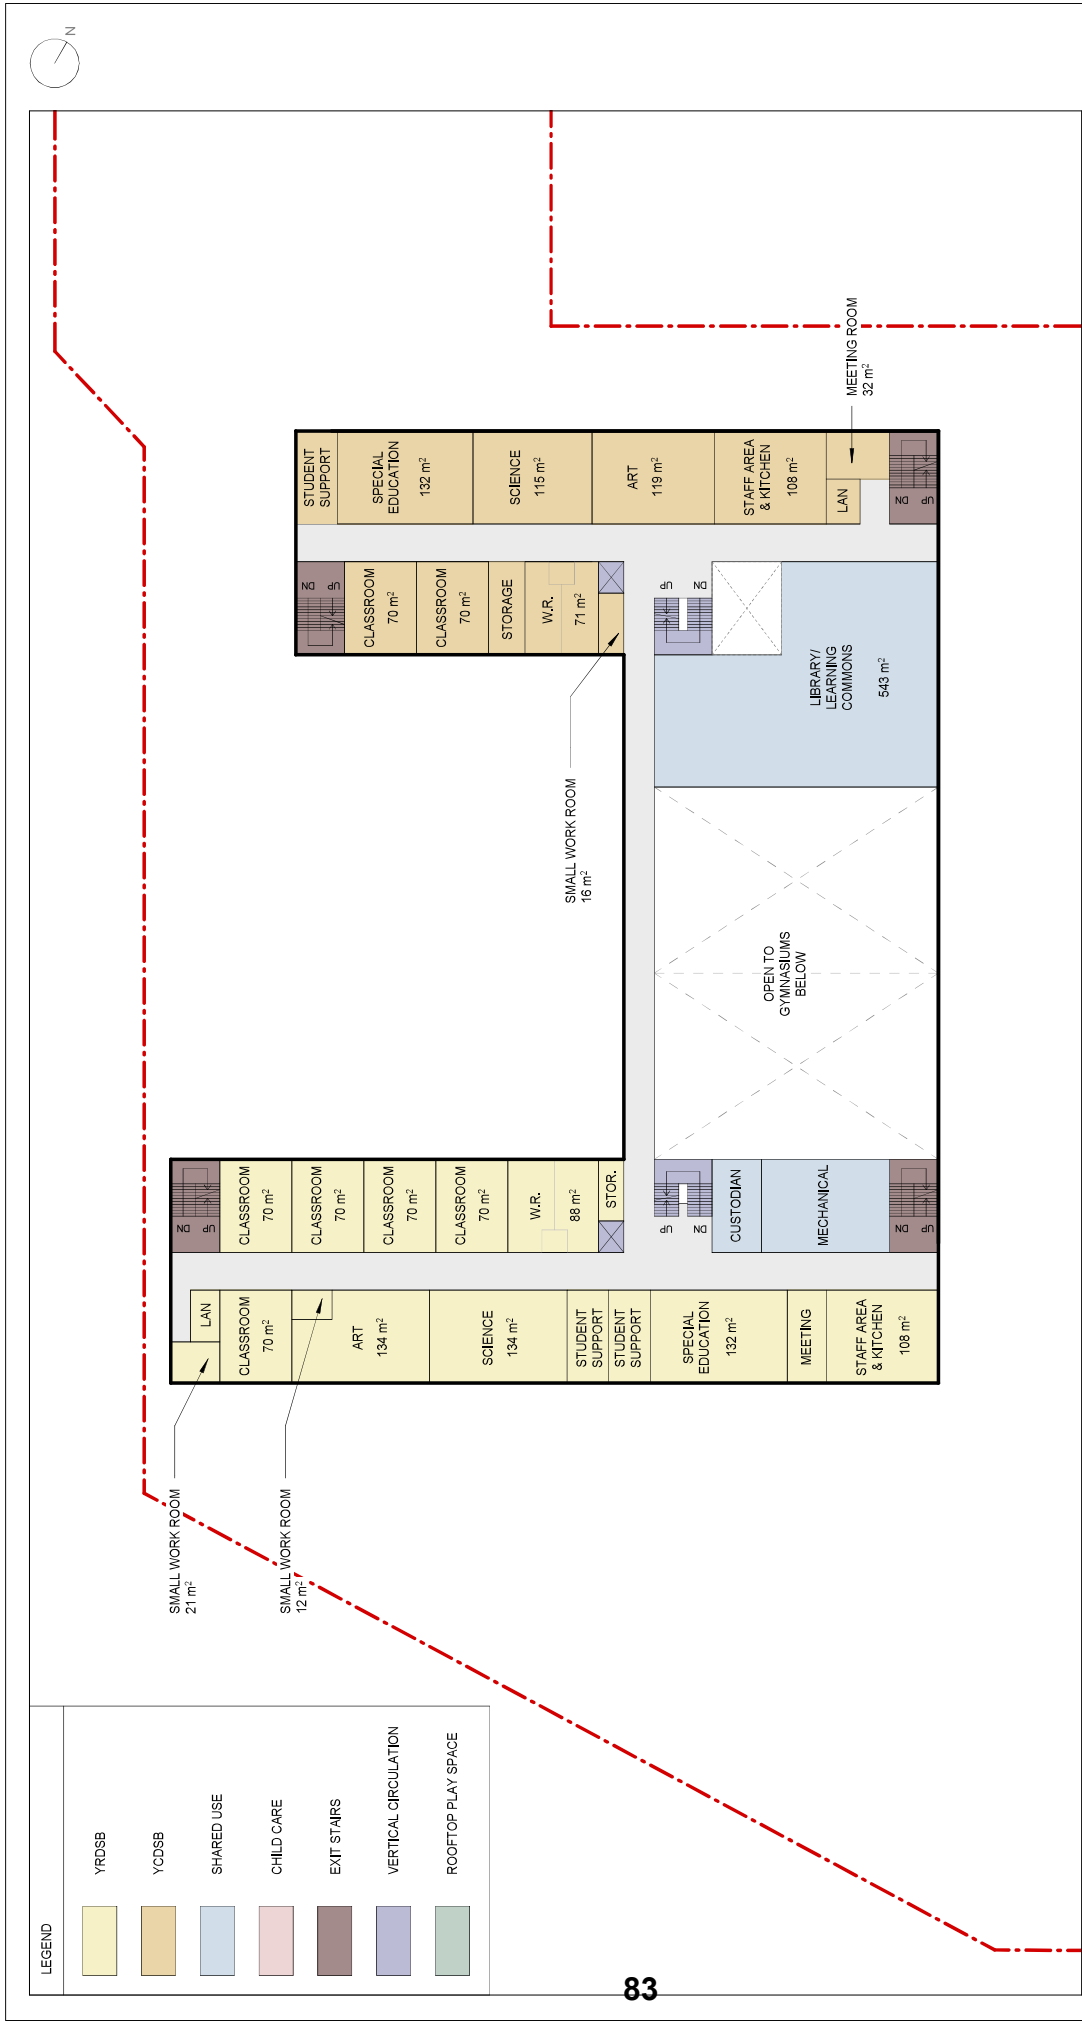 N
STUDENT
SUPPORT
SPECIAL
EDUCATION
132 m²
SCIENCE
115 m²
ART
119 m²
STAFF AREA
& KITCHEN
108 m²
LAN
MEETING ROOM
32 m²
UP
DN
UP
DN
CLASSROOM
70 m²
CLASSROOM
70 m²
STORAGE
W.R.
71 m²
UP
DN
LIBRARY/
LEARNING
COMMONS
543 m²
SMALL WORK ROOM
16 m²
OPEN TO
GYMNASIUMS
BELOW
UP
DN
CLASSROOM
70 m²
CLASSROOM
70 m²
CLASSROOM
70 m²
CLASSROOM
70 m²
W.R.
88 m²
STOR.
UP
DN
CUSTODIAN
MECHANICAL
UP
DN
LAN
CLASSROOM
70 m²
ART
134 m²
SCIENCE
134 m²
STUDENT
SUPPORT
STUDENT
SUPPORT
SPECIAL
EDUCATION
132 m²
MEETING
STAFF AREA
& KITCHEN
108 m²
SMALL WORK ROOM
21 m²
SMALL WORK ROOM
12 m²
LEGEND
YRDSB
YCDSB
SHARED USE
CHILD CARE
EXIT STAIRS
VERTICAL CIRCULATION
ROOFTOP PLAY SPACE
83